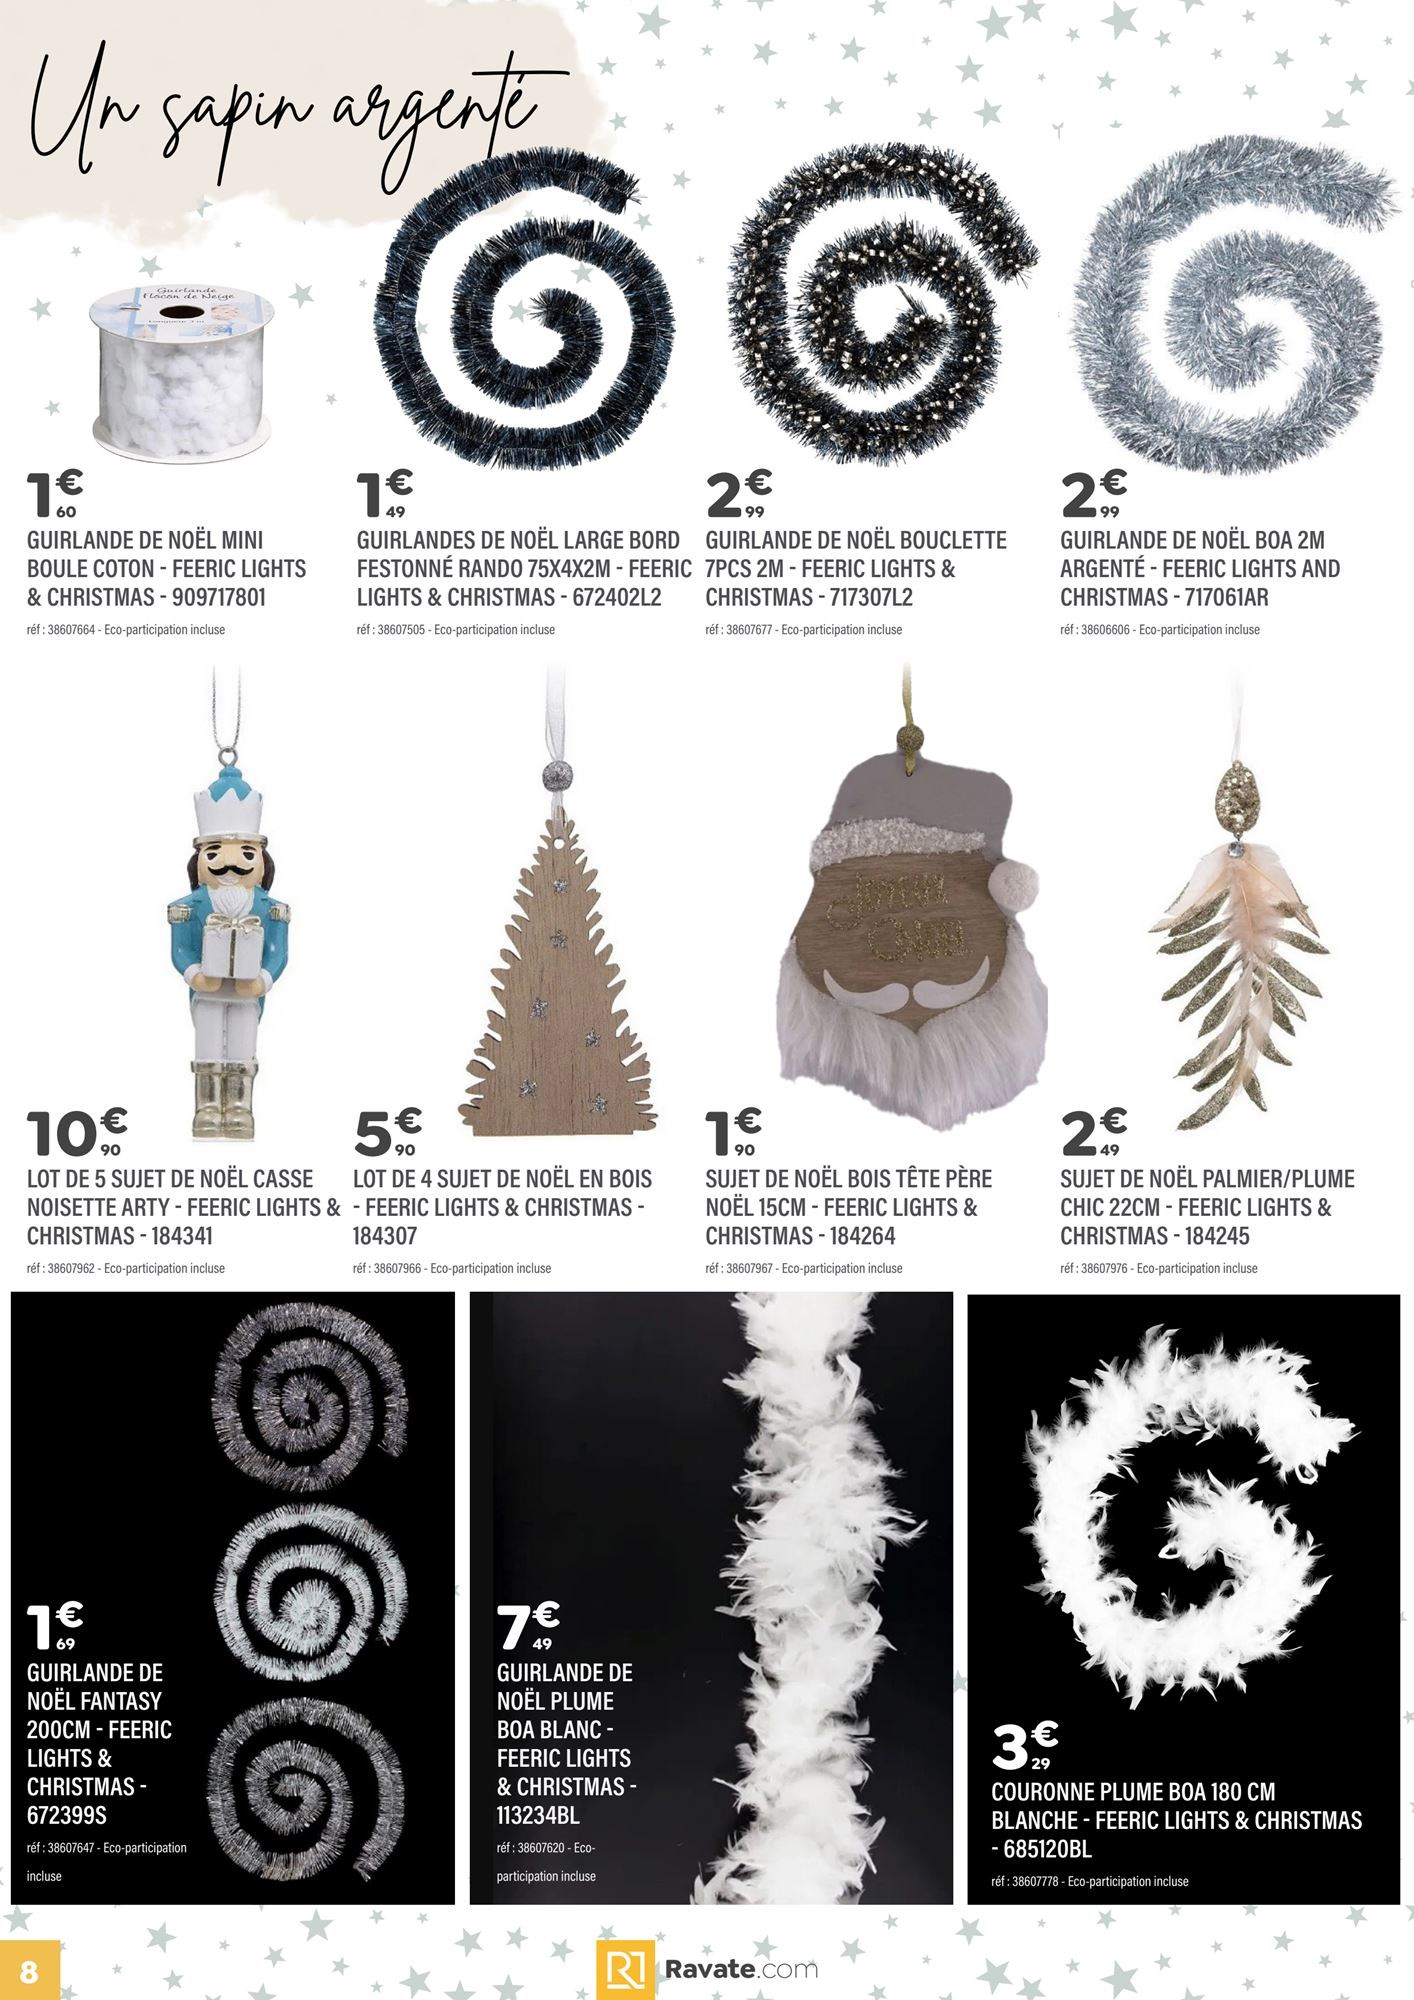 Un sapin argenté
Guirlande
Flocon de Neige
1€60
GUIRLANDE DE NOËL MINI
BOULE COTON - FEERIC LIGHTS
& CHRISTMAS - 909717801
réf : 38607664 - Eco-participation incluse
1€49
GUIRLANDES DE NOËL LARGE BORD
FESTONNÉ RANDO 75X4X2M - FEERIC
LIGHTS & CHRISTMAS - 672402L2
réf : 38607505 - Eco-participation incluse
2€99
GUIRLANDE DE NOËL BOUCLETTE
7PCS 2M - FEERIC LIGHTS &
CHRISTMAS - 717307L2
réf : 38607677 - Eco-participation incluse
2€99
GUIRLANDE DE NOËL BOA 2M
ARGENTÉ - FEERIC LIGHTS AND
CHRISTMAS - 717061AR
réf : 38606606 - Eco-participation incluse
10€90
LOT DE 5 SUJET DE NOËL CASSE
NOISETTE ARTY - FEERIC LIGHTS &
CHRISTMAS - 184341
réf : 38607962 - Eco-participation incluse
5€90
LOT DE 4 SUJET DE NOËL EN BOIS
- FEERIC LIGHTS & CHRISTMAS -
184307
réf : 38607966 - Eco-participation incluse
Joyeux
Noël
1€90
SUJET DE NOËL BOIS TÊTE PÈRE
NOËL 15CM - FEERIC LIGHTS &
CHRISTMAS - 184264
réf : 38607967 - Eco-participation incluse
2€49
SUJET DE NOËL PALMIER/PLUME
CHIC 22CM - FEERIC LIGHTS &
CHRISTMAS - 184245
réf : 38607976 - Eco-participation incluse
1€69
GUIRLANDE DE
NOËL FANTASY
200CM - FEERIC
LIGHTS &
CHRISTMAS -
672399S
réf : 38607647 - Eco-participation
incluse
7€49
GUIRLANDE DE
NOËL PLUME
BOA BLANC -
FEERIC LIGHTS
& CHRISTMAS -
113234BL
réf : 38607620 - Eco-
participation incluse
3€29
COURONNE PLUME BOA 180 CM
BLANCHE - FEERIC LIGHTS & CHRISTMAS
- 685120BL
réf : 38607778 - Eco-participation incluse
8
Ravate.com